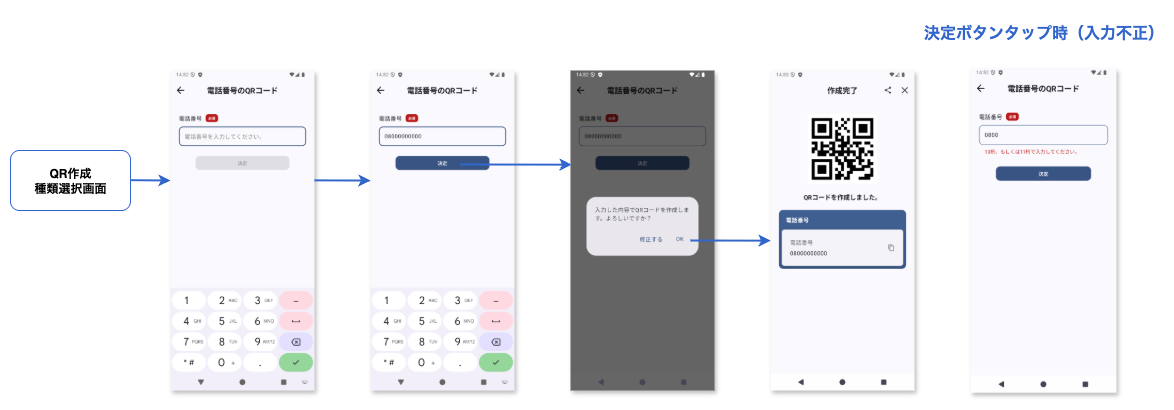 決定ボタンタップ時（入力不正）
QR作成
種類選択画面
14:52
電話番号のQRコード
電話番号 必須
電話番号を入力してください。
決定
1 2 ABC 3 DEF −
4 GHI 5 JKL 6 MNO
7 PQRS 8 TUV 9 WXYZ
*# 0 + .
14:52
電話番号のQRコード
電話番号 必須
08000000000
決定
1 2 ABC 3 DEF −
4 GHI 5 JKL 6 MNO
7 PQRS 8 TUV 9 WXYZ
*# 0 + .
14:52
電話番号のQRコード
電話番号 必須
08000000000
決定
入力した内容でQRコードを作成しま
す。よろしいですか？
修正する OK
作成完了
QRコードを作成しました。
電話番号
電話番号
08000000000
14:52
電話番号のQRコード
電話番号 必須
0800
10桁、もしくは11桁で入力してください。
決定